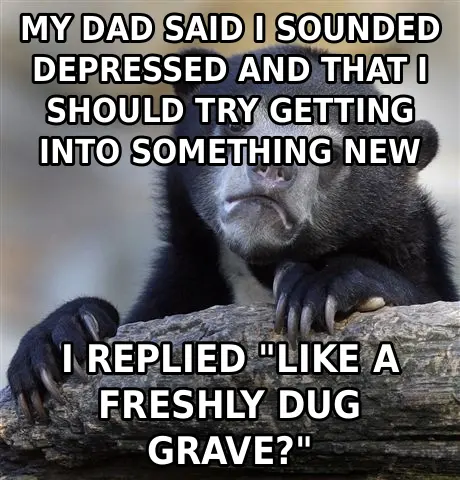 MY DAD SAID I SOUNDED
DEPRESSED AND THAT I
SHOULD TRY GETTING
INTO SOMETHING NEW
I REPLIED "LIKE A
FRESHLY DUG
GRAVE?"